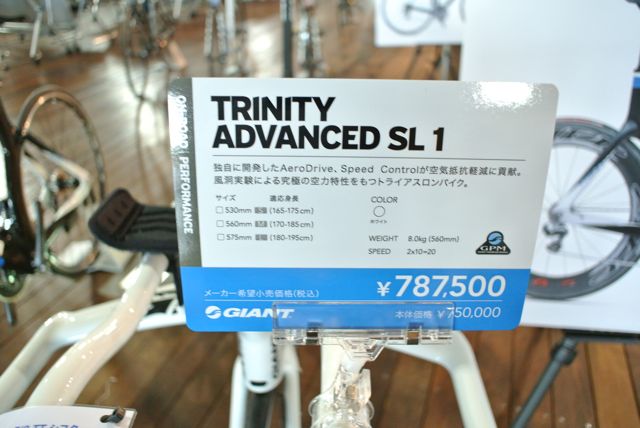 ON-ROAD | PERFORMANCE
TRINITY
ADVANCED SL 1
独自に開発したAeroDrive、Speed Controlが空気抵抗軽減に貢献。
風洞実験による究極の空力特性をもつトライアスロンバイク。
サイズ 適応身長
530mm (165-175cm)
560mm (170-185cm)
575mm (180-195cm)
COLOR
ホワイト
WEIGHT 8.0kg (560mm)
SPEED 2x10=20
GPM
メーカー希望小売価格(税込) ¥787,500
GIANT
本体価格 ¥750,000